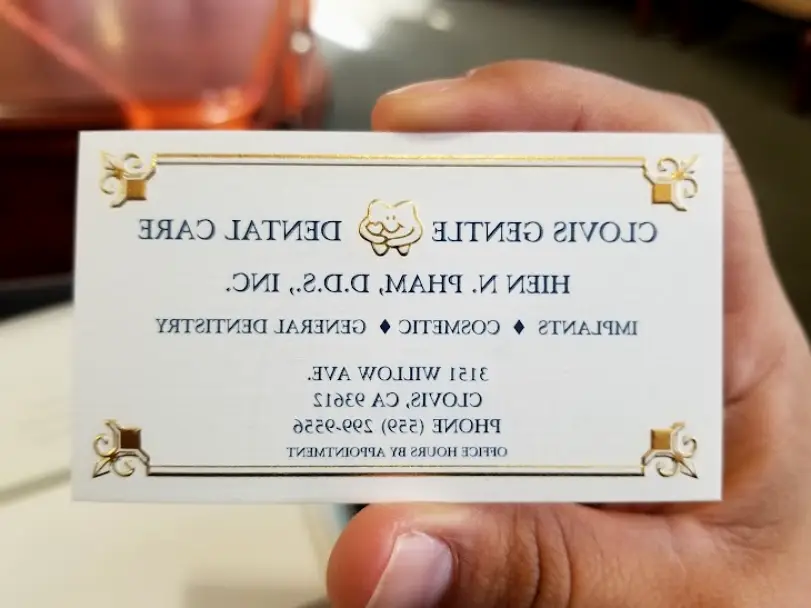 CLOVIS GENTLE DENTAL CARE
HIEN N. PHAM, D.D.S., INC.
IMPLANTS ♦ COSMETIC ♦ GENERAL DENTISTRY
3151 WILLOW AVE.
CLOVIS, CA 93612
PHONE (559) 299-9556
OFFICE HOURS BY APPOINTMENT